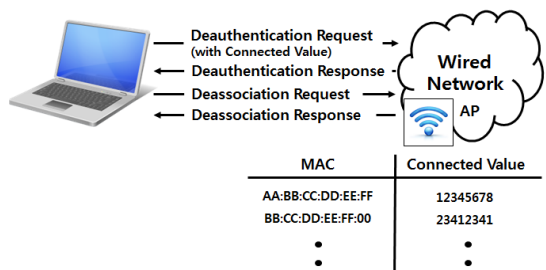 Deauthentication Request
(with Connected Value)
Deauthentication Response
Deassociation Request
Deassociation Response
Wired
Network
AP
MAC Connected Value
AA:BB:CC:DD:EE:FF 12345678
BB:CC:DD:EE:FF:00 23412341